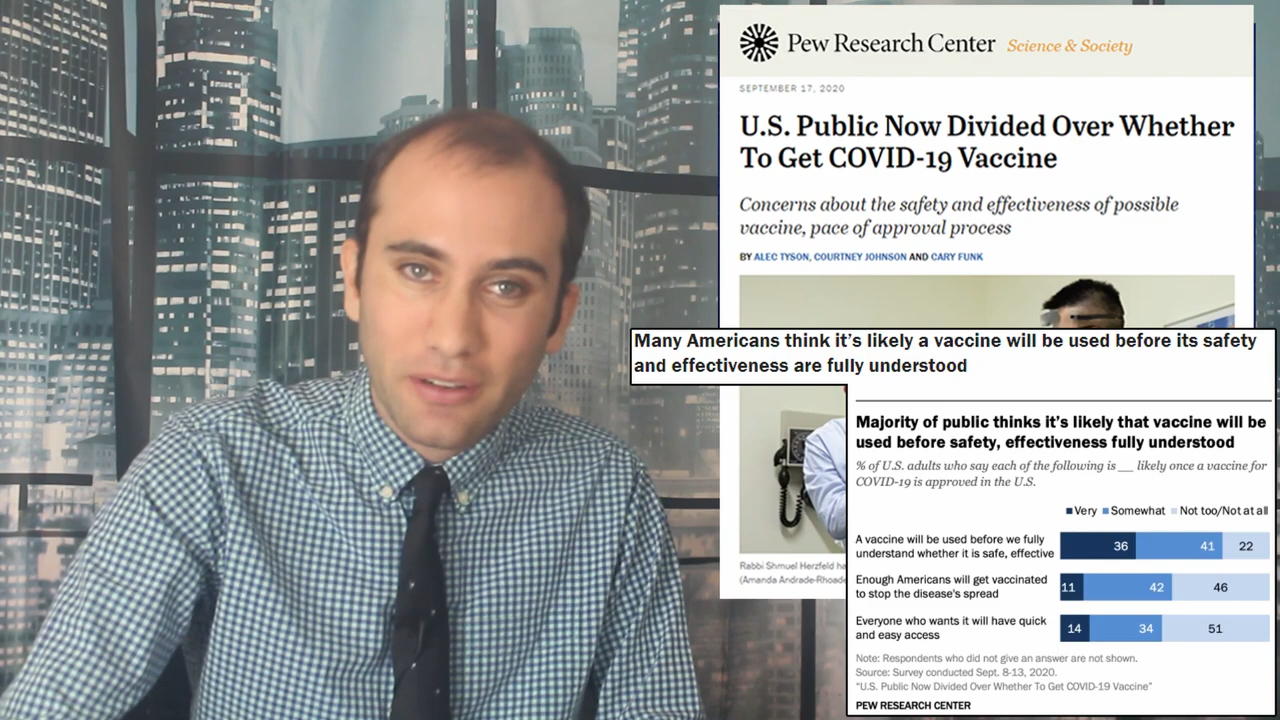 Pew Research Center Science & Society
SEPTEMBER 17, 2020
U.S. Public Now Divided Over Whether
To Get COVID-19 Vaccine
Concerns about the safety and effectiveness of possible
vaccine, pace of approval process
BY ALEC TYSON, COURTNEY JOHNSON AND CARY FUNK
Many Americans think it's likely a vaccine will be used before its safety
and effectiveness are fully understood
Majority of public thinks it's likely that vaccine will be
used before safety, effectiveness fully understood
% of U.S. adults who say each of the following is __ likely once a vaccine for
COVID-19 is approved in the U.S.
Very Somewhat Not too/Not at all
A vaccine will be used before we fully
understand whether it is safe, effective
36 41 22
Enough Americans will get vaccinated
to stop the disease's spread
11 42 46
Everyone who wants it will have quick
and easy access
14 34 51
Rabbi Shmuel Herzfeld
(Amanda
Note: Respondents who did not give an answer are not shown.
Source: Survey conducted Sept. 8-13, 2020.
"U.S. Public Now Divided Over Whether To Get COVID-19 Vaccine"
PEW RESEARCH CENTER